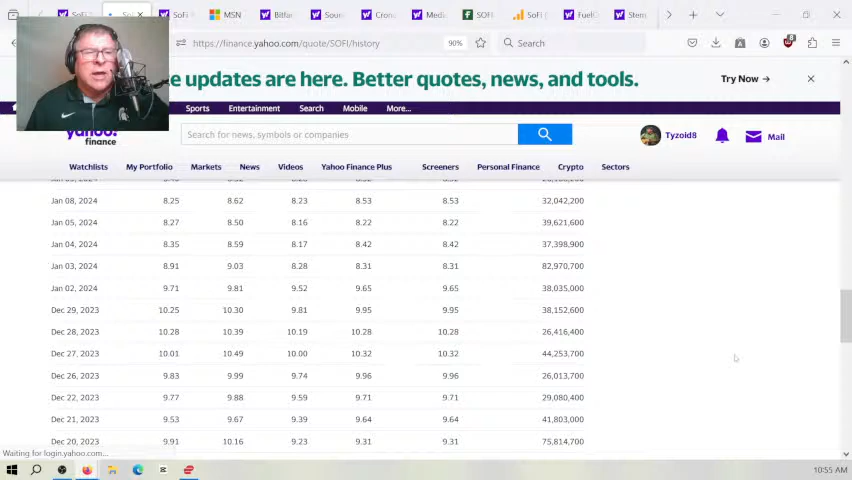 SoFi
MSN
Bitfar
Soun
Cron
Medi
SOFI
SoFi (
FuelC
Stem
https://finance.yahoo.com/quote/SOFI/history
90%
Search
e updates are here. Better quotes, news, and tools.
Try Now →
Sports Entertainment Search Mobile More...
yahoo!
finance
Search for news, symbols or companies
Tyzoid8
Mail
Watchlists My Portfolio Markets News Videos Yahoo Finance Plus Screeners Personal Finance Crypto Sectors
Jan 08, 2024 8.25 8.62 8.23 8.53 8.53 32,042,200
Jan 05, 2024 8.27 8.50 8.16 8.22 8.22 39,621,600
Jan 04, 2024 8.35 8.59 8.17 8.42 8.42 37,398,900
Jan 03, 2024 8.91 9.03 8.28 8.31 8.31 82,970,700
Jan 02, 2024 9.71 9.81 9.52 9.65 9.65 38,035,000
Dec 29, 2023 10.25 10.30 9.81 9.95 9.95 38,152,600
Dec 28, 2023 10.28 10.39 10.19 10.28 10.28 26,416,400
Dec 27, 2023 10.01 10.49 10.00 10.32 10.32 44,253,700
Dec 26, 2023 9.83 9.99 9.74 9.96 9.96 26,013,700
Dec 22, 2023 9.77 9.88 9.59 9.71 9.71 29,080,400
Dec 21, 2023 9.53 9.67 9.39 9.64 9.64 41,803,000
Dec 20, 2023 9.91 10.16 9.23 9.31 9.31 75,814,700
Waiting for login.yahoo.com...
10:55 AM